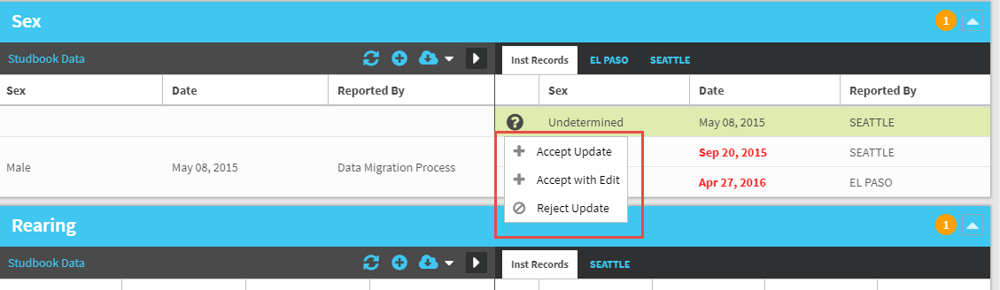 Sex 1
Studbook Data Inst Records EL PASO SEATTLE
Sex Date Reported By Sex Date Reported By
? Undetermined May 08, 2015 SEATTLE
Accept Update Sep 20, 2015 SEATTLE
Male May 08, 2015 Data Migration Process
Accept with Edit Apr 27, 2016 EL PASO
Reject Update
Rearing 1
Studbook Data Inst Records SEATTLE